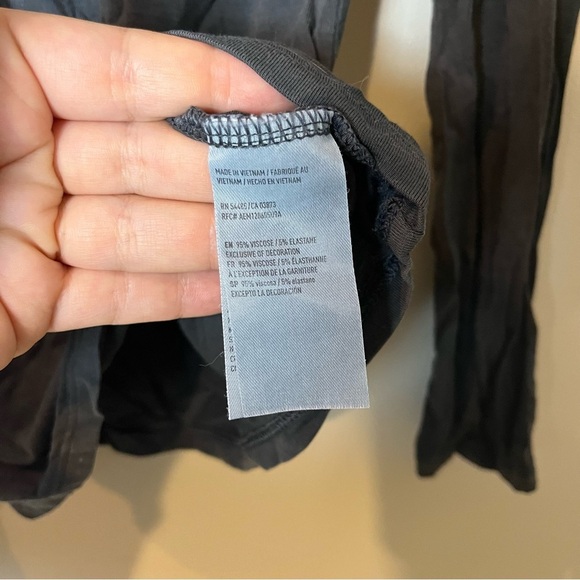 MADE IN VIETNAM / FABRIQUÉ AU
VIETNAM / HECHO EN VIETNAM
RN 54485/CA 03873
RFC#
EN 95% VISCOSE / 5% ELASTANE
EXCLUSIVE OF DECORATION
FR 95% VISCOSE / 5% ÉLASTHANNE
À L'EXCEPTION DE LA GARNITURE
SP 95% viscosa / 5% elastano
EXCEPTO LA DECORACIÓN